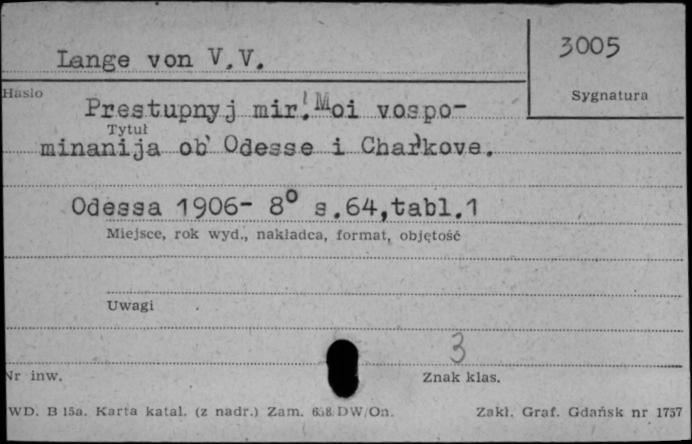 3005
Lange von V.V.
Hasło
Sygnatura
Prestupnyj mir. Moi vospo-
Tytuł
minanija ob' Odesse i Char'kove.
Odessa 1906- 8° s.64,tabl.1
Miejsce, rok wyd., nakładca, format, objętość
Uwagi
3
Nr inw.
Znak klas.
WD. B 15a. Karta katal. (z nadr.) Zam. 658/DW/On. Zakł. Graf. Gdańsk nr 1757